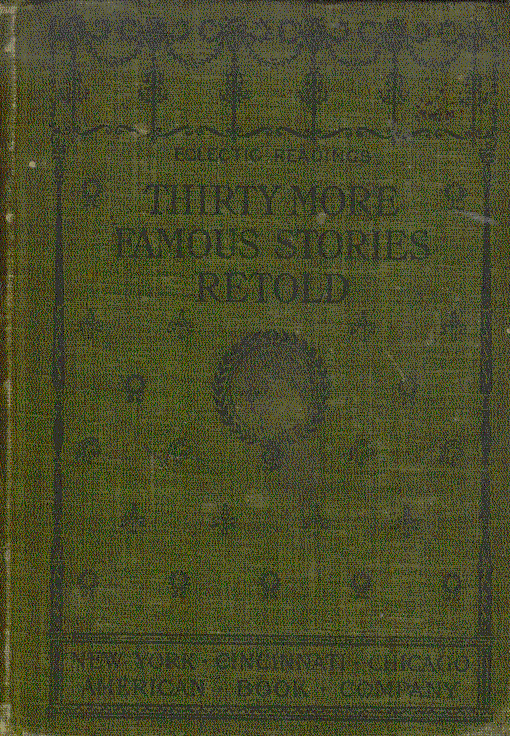 ECLECTIC READINGS
THIRTY MORE
FAMOUS STORIES
RETOLD
NEW·YORK · CINCINNATI · CHICAGO
AMERICAN · BOOK · COMPANY